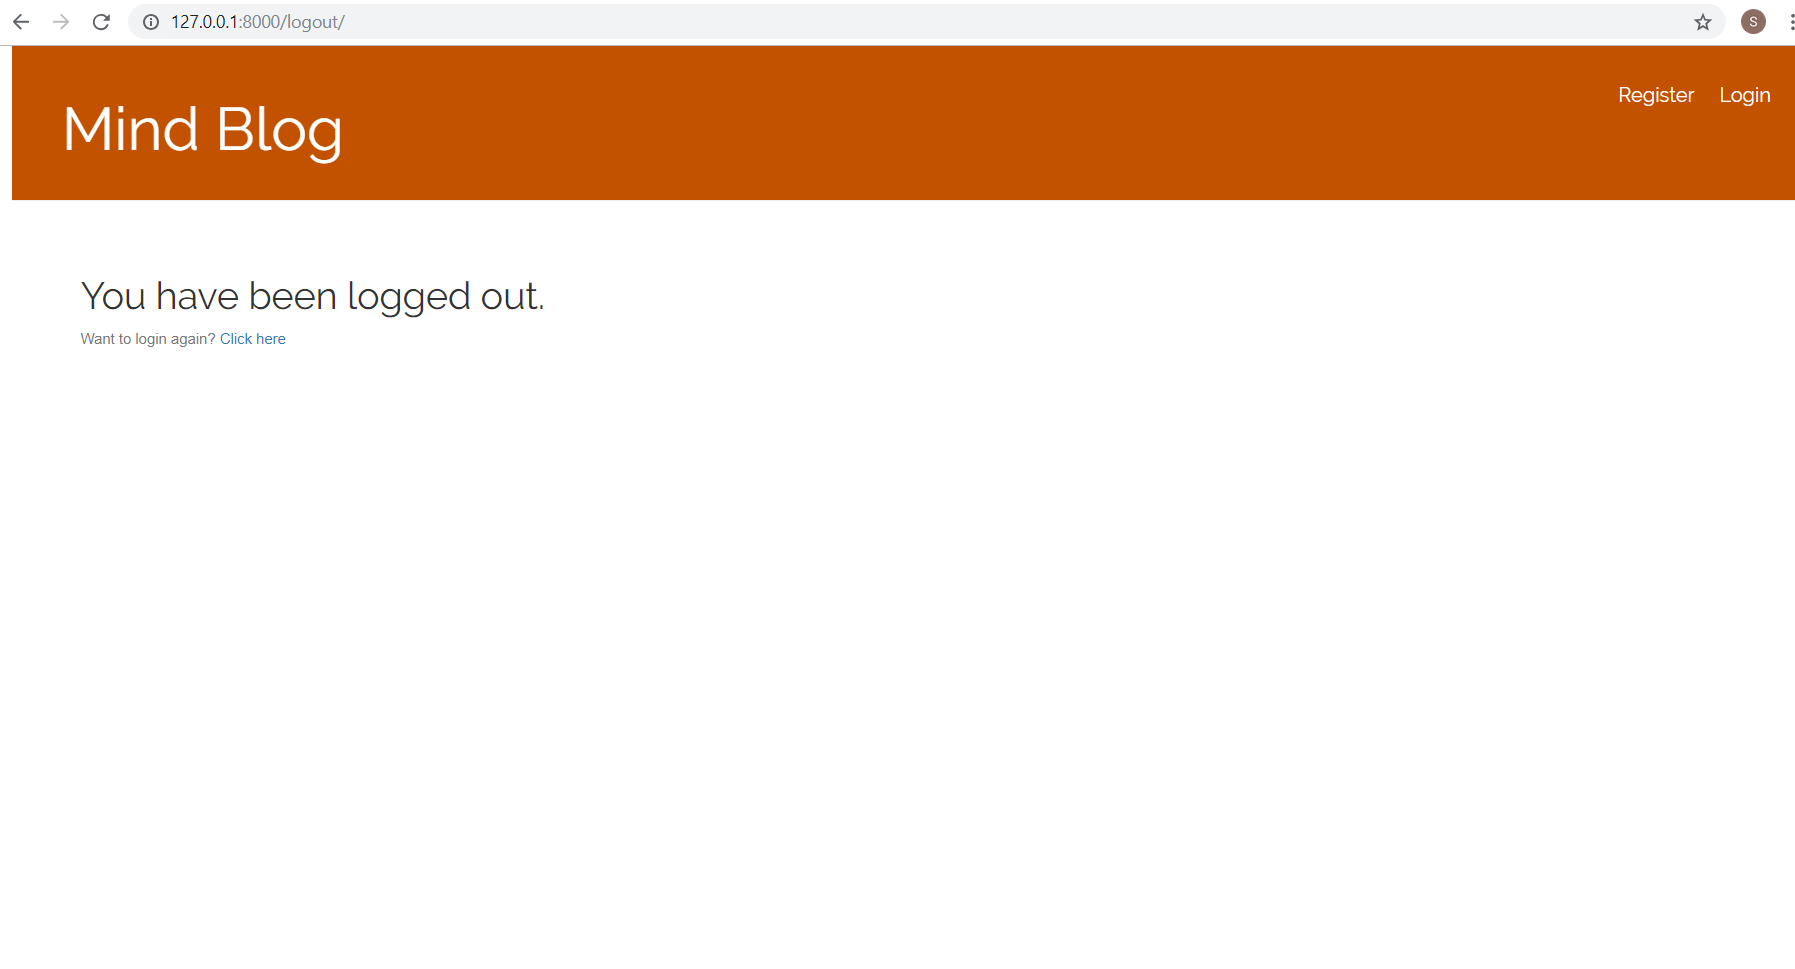 127.0.0.1:8000/logout/
S
Register Login
Mind Blog
You have been logged out.
Want to login again? Click here